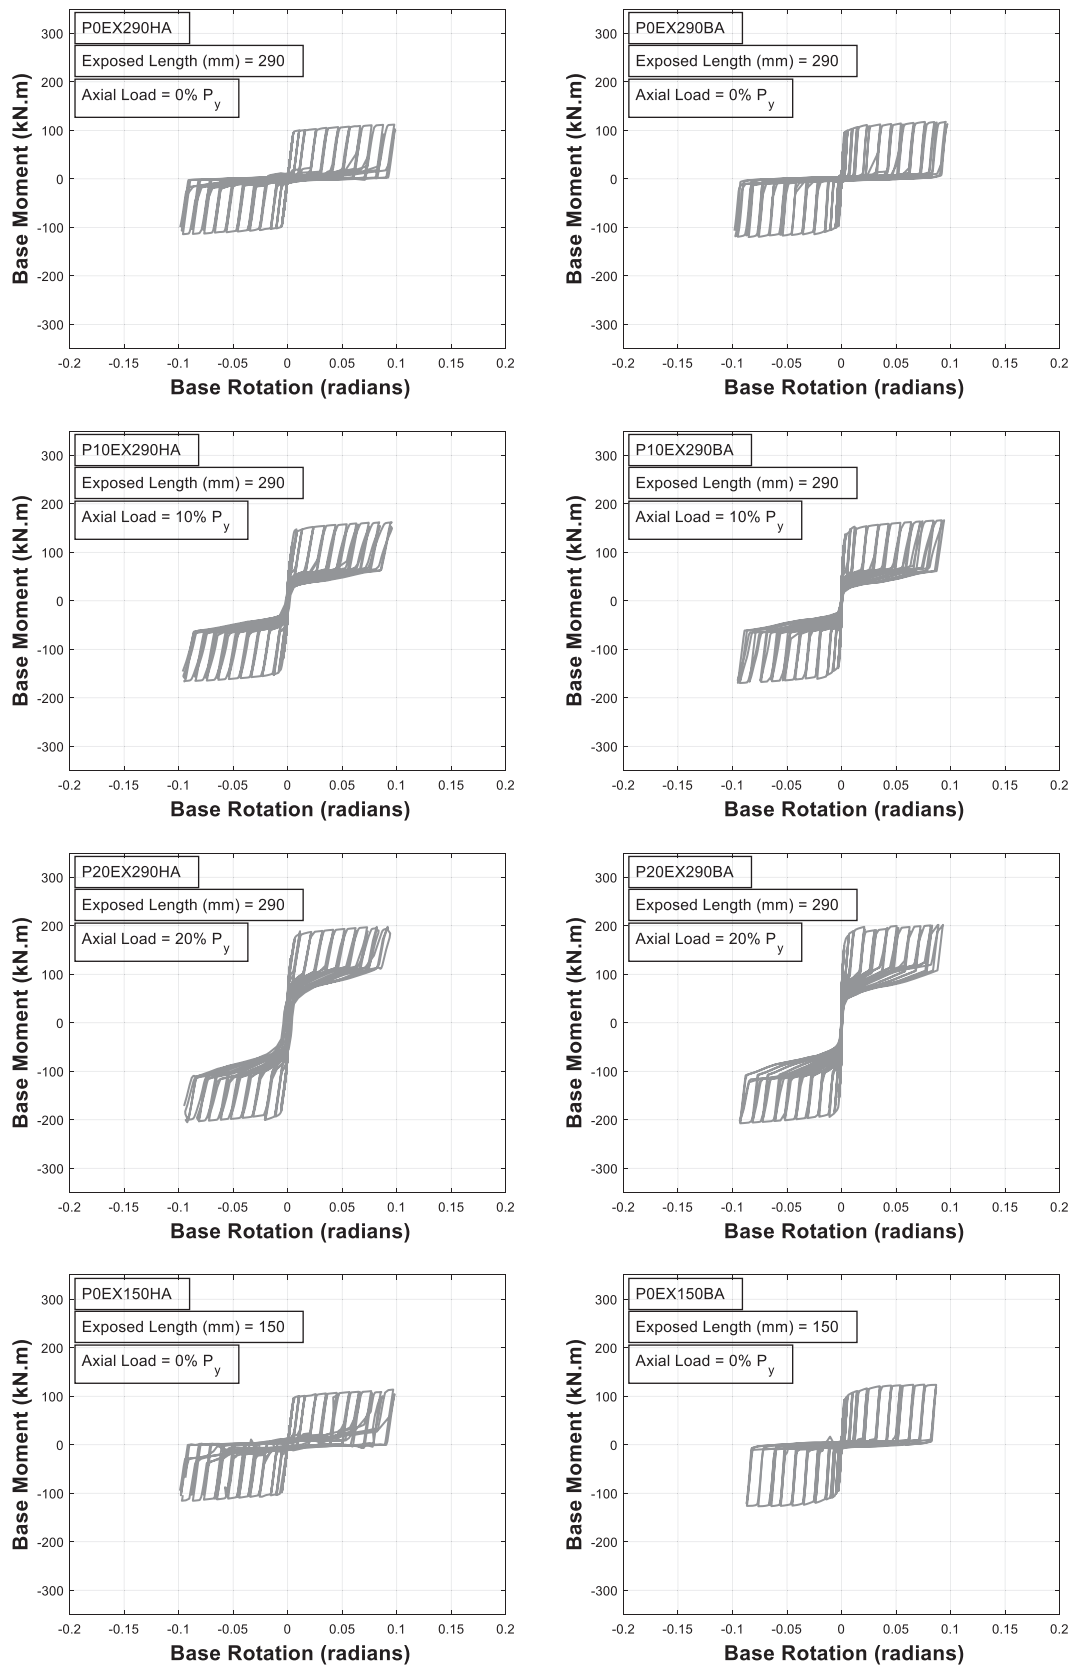 P0EX290HA
Exposed Length (mm) = 290
Axial Load = 0% Py
300
200
100
0
-100
-200
-300
Base Moment (kN.m)
-0.2 -0.15 -0.1 -0.05 0 0.05 0.1 0.15 0.2
Base Rotation (radians)
P0EX290BA
Exposed Length (mm) = 290
Axial Load = 0% Py
300
200
100
0
-100
-200
-300
Base Moment (kN.m)
-0.2 -0.15 -0.1 -0.05 0 0.05 0.1 0.15 0.2
Base Rotation (radians)
P10EX290HA
Exposed Length (mm) = 290
Axial Load = 10% Py
300
200
100
0
-100
-200
-300
Base Moment (kN.m)
-0.2 -0.15 -0.1 -0.05 0 0.05 0.1 0.15 0.2
Base Rotation (radians)
P10EX290BA
Exposed Length (mm) = 290
Axial Load = 10% Py
300
200
100
0
-100
-200
-300
Base Moment (kN.m)
-0.2 -0.15 -0.1 -0.05 0 0.05 0.1 0.15 0.2
Base Rotation (radians)
P20EX290HA
Exposed Length (mm) = 290
Axial Load = 20% Py
300
200
100
0
-100
-200
-300
Base Moment (kN.m)
-0.2 -0.15 -0.1 -0.05 0 0.05 0.1 0.15 0.2
Base Rotation (radians)
P20EX290BA
Exposed Length (mm) = 290
Axial Load = 20% Py
300
200
100
0
-100
-200
-300
Base Moment (kN.m)
-0.2 -0.15 -0.1 -0.05 0 0.05 0.1 0.15 0.2
Base Rotation (radians)
P0EX150HA
Exposed Length (mm) = 150
Axial Load = 0% Py
300
200
100
0
-100
-200
-300
Base Moment (kN.m)
-0.2 -0.15 -0.1 -0.05 0 0.05 0.1 0.15 0.2
Base Rotation (radians)
P0EX150BA
Exposed Length (mm) = 150
Axial Load = 0% Py
300
200
100
0
-100
-200
-300
Base Moment (kN.m)
-0.2 -0.15 -0.1 -0.05 0 0.05 0.1 0.15 0.2
Base Rotation (radians)